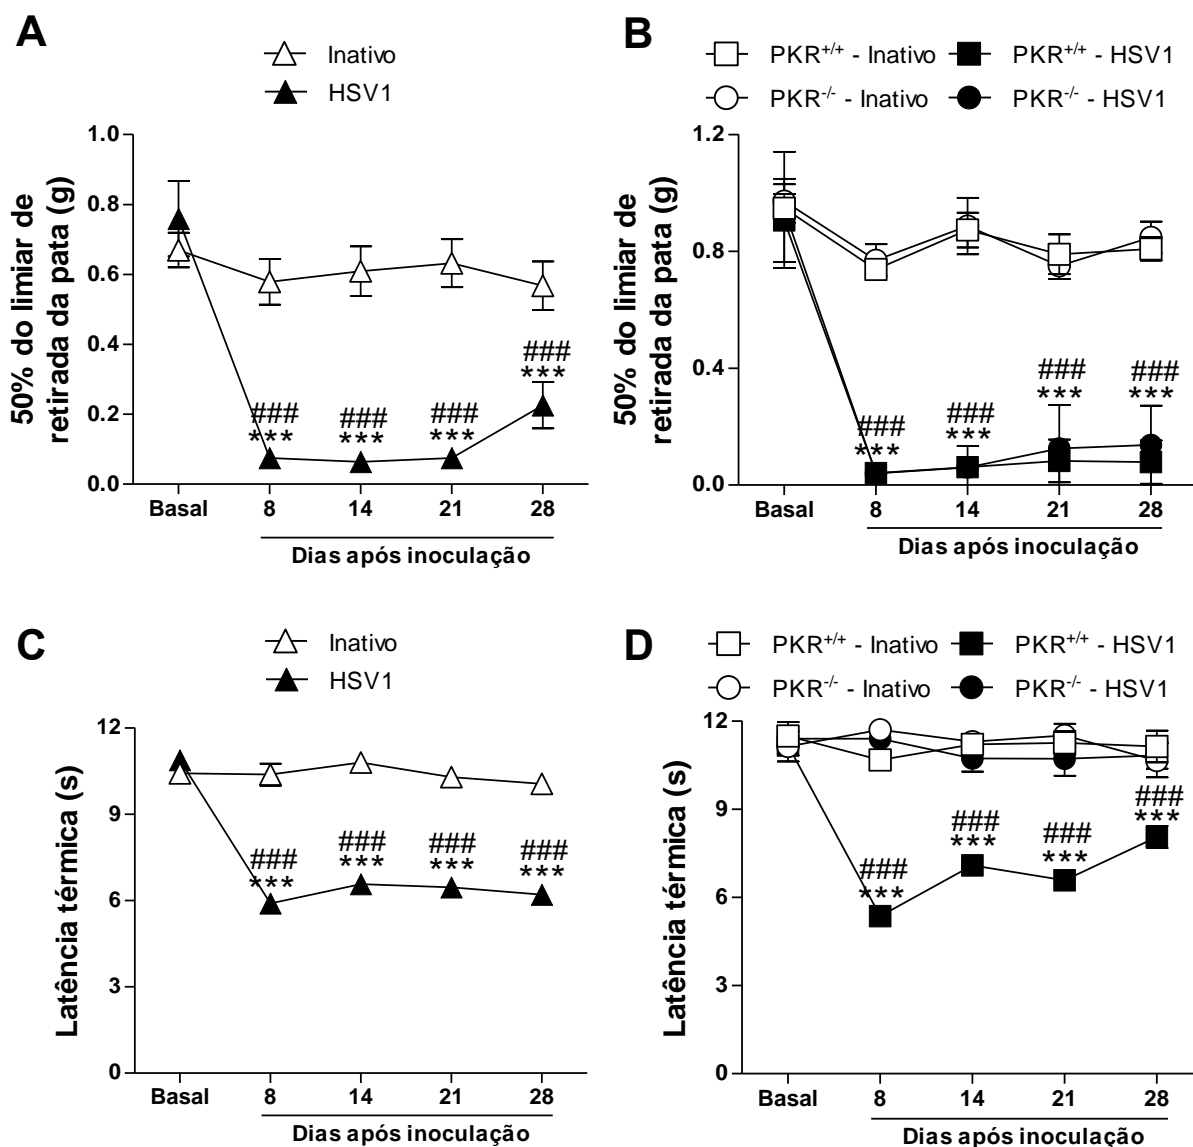 A
Inativo
HSV1
50% do limiar de
retirada da pata (g)
1.0
0.8
0.6
0.4
0.2
0.0
###
***
###
***
###
***
###
***
Basal 8 14 21 28
Dias após inoculação
B
PKR+/+ - Inativo PKR+/+ - HSV1
PKR-/- - Inativo PKR-/- - HSV1
50% do limiar de
retirada da pata (g)
1.2
0.8
0.4
0.0
###
***
###
***
###
***
###
***
Basal 8 14 21 28
Dias após inoculação
C
Inativo
HSV1
Latência térmica (s)
12
9
6
3
0
###
***
###
***
###
***
###
***
Basal 8 14 21 28
Dias após inoculação
D
PKR+/+ - Inativo PKR+/+ - HSV1
PKR-/- - Inativo PKR-/- - HSV1
Latência térmica (s)
12
9
6
3
0
###
***
###
***
###
***
###
***
Basal 8 14 21 28
Dias após inoculação